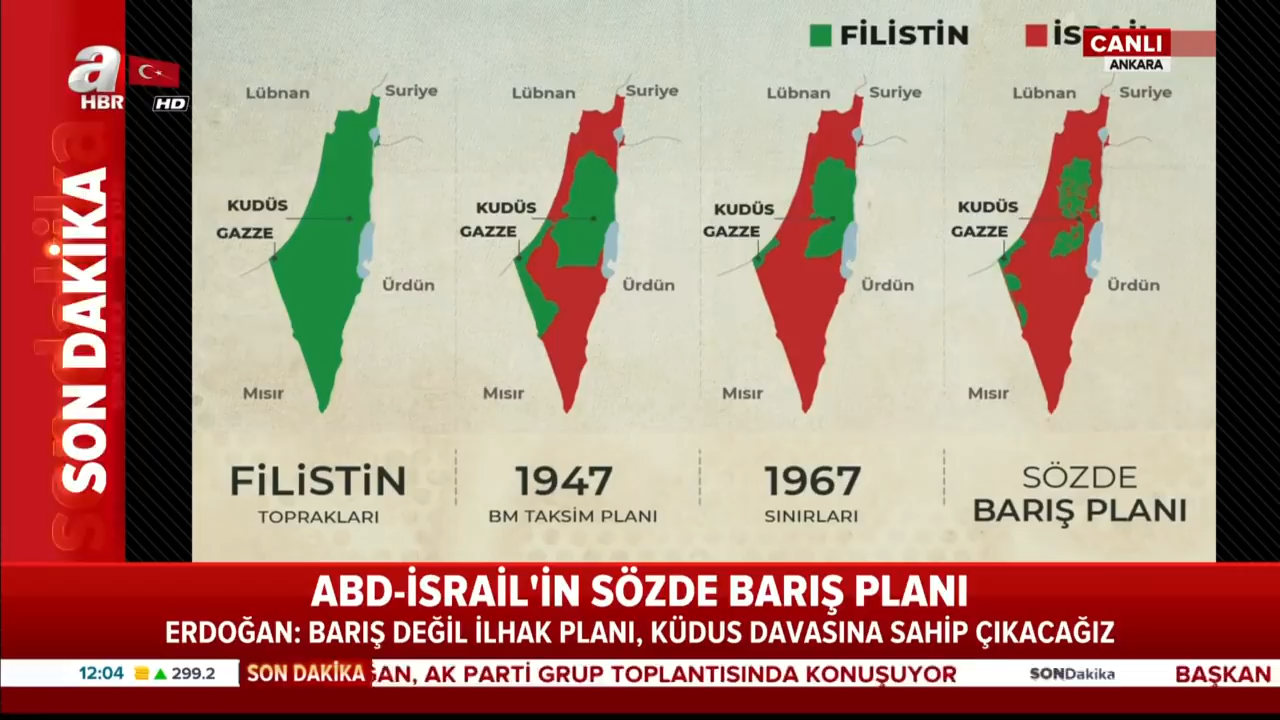 a
HBR
HD
SON DAKİKA
FİLİSTİN
CANLI
ANKARA
Lübnan
Suriye
KUDÜS
GAZZE
Ürdün
Mısır
FiLiSTiN
TOPRAKLARI
Lübnan
Suriye
KUDÜS
GAZZE
Ürdün
Mısır
1947
BM TAKSIM PLANI
Lübnan
Suriye
KUDÜS
GAZZE
Ürdün
Mısır
1967
SINIRLARI
Lübnan
Suriye
KUDÜS
GAZZE
Ürdün
Mısır
SÖZDE
BARIŞ PLANI
ABD-İSRAİL'İN SÖZDE BARIŞ PLANI
ERDOĞAN: BARIŞ DEĞİL İLHAK PLANI, KÜDUS DAVASINA SAHİP ÇIKACAĞIZ
12:04 299.2 SON DAKİKA AK PARTİ GRUP TOPLANTISINDA KONUŞUYOR SONDakika BAŞKAN